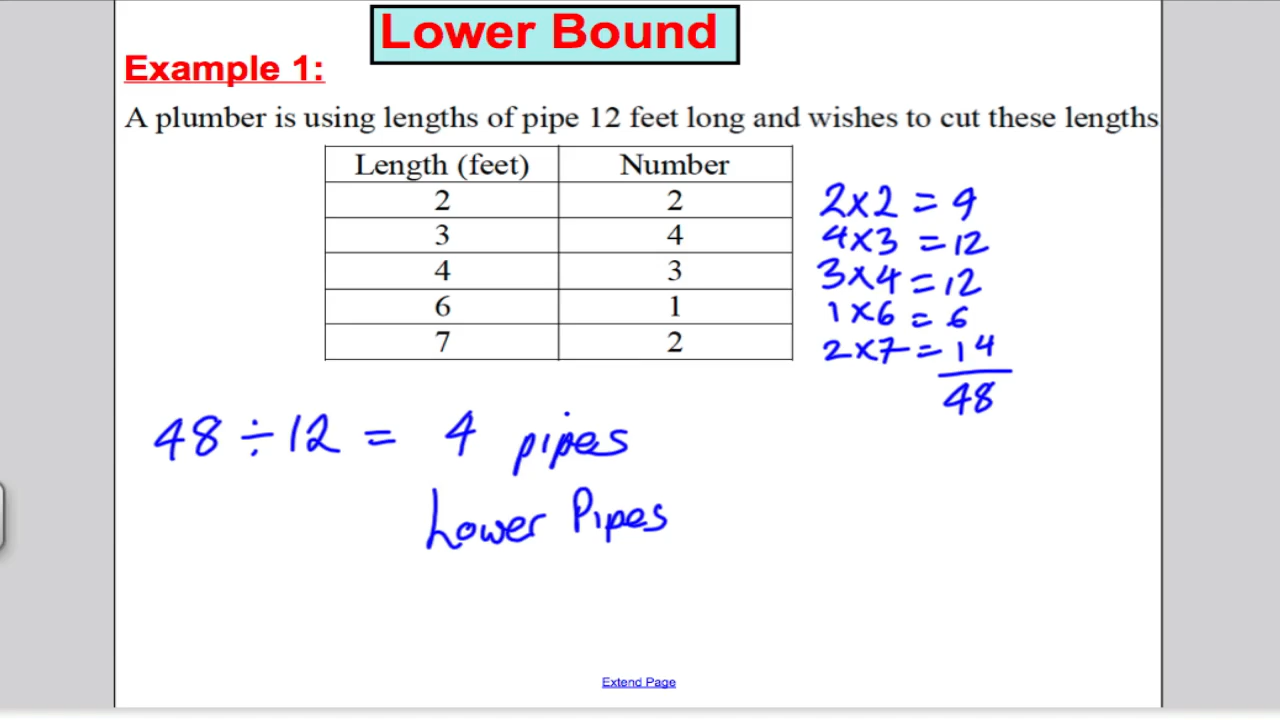 Lower Bound
Example 1:
A plumber is using lengths of pipe 12 feet long and wishes to cut these lengths
Length (feet) Number
2 2
3 4
4 3
6 1
7 2
2x2 = 9
4x3 = 12
3x4 = 12
1x6 = 6
2x7 = 14
48
48 ÷ 12 = 4 pipes
Lower Pipes
Extend Page